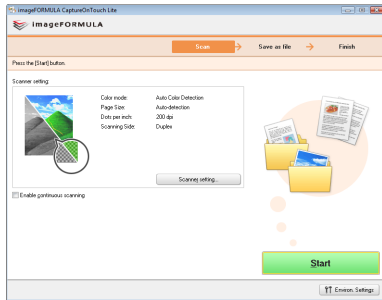 imageFORMULA CaptureOnTouch Lite
imageFORMULA
Scan
Save as file
Finish
Press the [Start] button.
Scanner setting:
Color mode: Auto Color Detection
Page Size: Auto-detection
Dots per inch: 200 dpi
Scanning Side: Duplex
Scanner setting...
Enable continuous scanning
Start
Environ. Settings